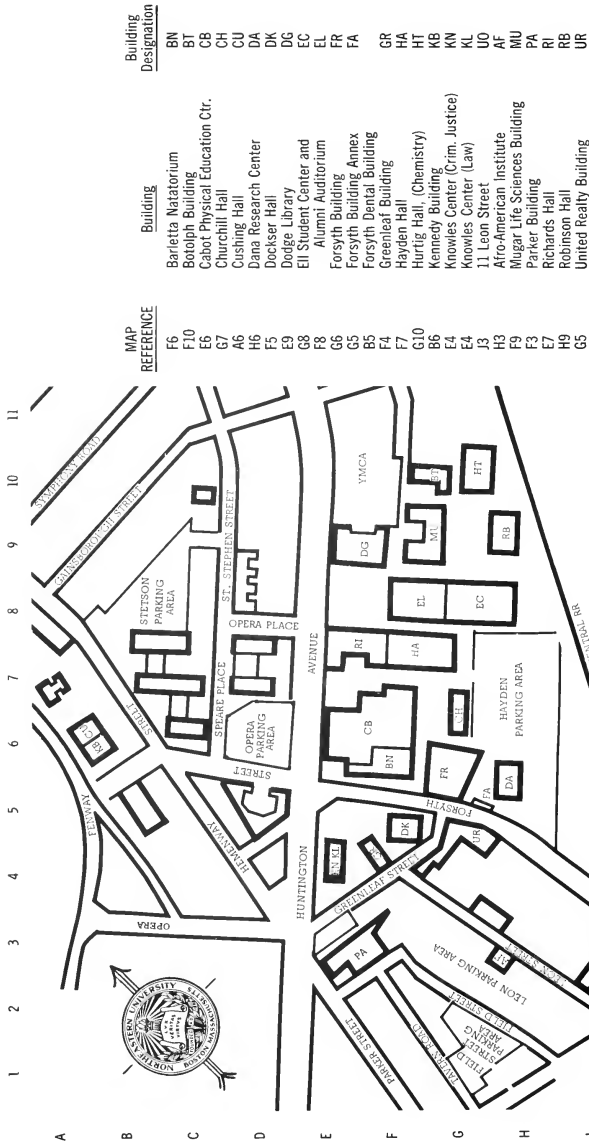 1 2 3 4 5 6 7 8 9 10 11
A
B
C
D
E
F
G
H
NORTHEASTERN UNIVERSITY
LUX VERITAS VIRTUS
BOSTON, MASSACHUSETTS
FENWAY
KB CU
SYMPHONY ROAD
GAINSBOROUGH STREET
HEMENWAY
STREET
OPERA
STETSON
PARKING
AREA
SPEARE PLACE
ST. STEPHEN STREET
STREET
OPERA
PARKING
AREA
OPERA PLACE
HUNTINGTON
AVENUE
KL
PA
GREENLEAF STREET
DK
CB
BN
RI
HA
DG
YMCA
EL
EC
MU
BT
HT
RB
CH
FR
FA
DA
FORSYTH
UR
HAYDEN
PARKING AREA
PARKER STREET
TAVERN ROAD
FIELD
STREET
PARKING
AREA
FIELD STREET
LEON PARKING AREA
AF
LEON STREET
CENTRAL RR
MAP
REFERENCE Building Building
Designation
F6 Barletta Natatorium BN
F10 Botolph Building BT
E6 Cabot Physical Education Ctr. CB
G7 Churchill Hall CH
A6 Cushing Hall CU
H6 Dana Research Center DA
F5 Dockser Hall DK
E9 Dodge Library DG
G8 Ell Student Center and EC
F8 Alumni Auditorium EL
G6 Forsyth Building FR
G5 Forsyth Building Annex FA
B5 Forsyth Dental Building
F4 Greenleaf Building GR
F7 Hayden Hall HA
G10 Hurtig Hall, (Chemistry) HT
B6 Kennedy Building KB
E4 Knowles Center (Crim. Justice) KN
E4 Knowles Center (Law) KL
J3 11 Leon Street UO
H3 Afro-American Institute AF
F9 Mugar Life Sciences Building MU
F3 Parker Building PA
E7 Richards Hall RI
H9 Robinson Hall RB
G5 United Realty Building UR